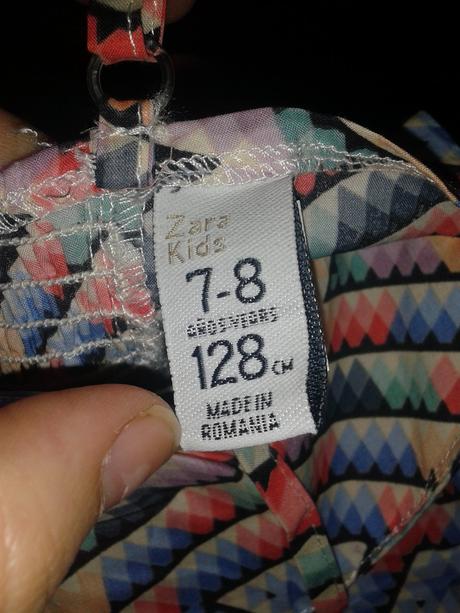 Zara
Kids
7-8
AÑOS·YEARS
128 CM
MADE IN
ROMANIA